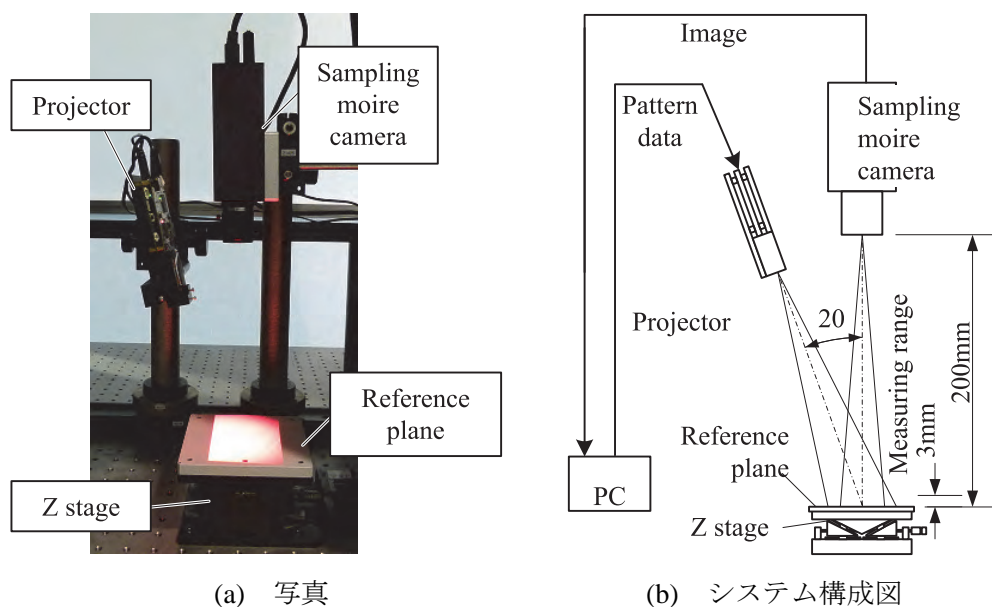 Projector
Sampling
moire
camera
Reference
plane
Z stage
(a) 写真
Image
Pattern
data
Sampling
moire
camera
Projector
20
Measuring range
3mm
200mm
Reference
plane
PC
Z stage
(b) システム構成図